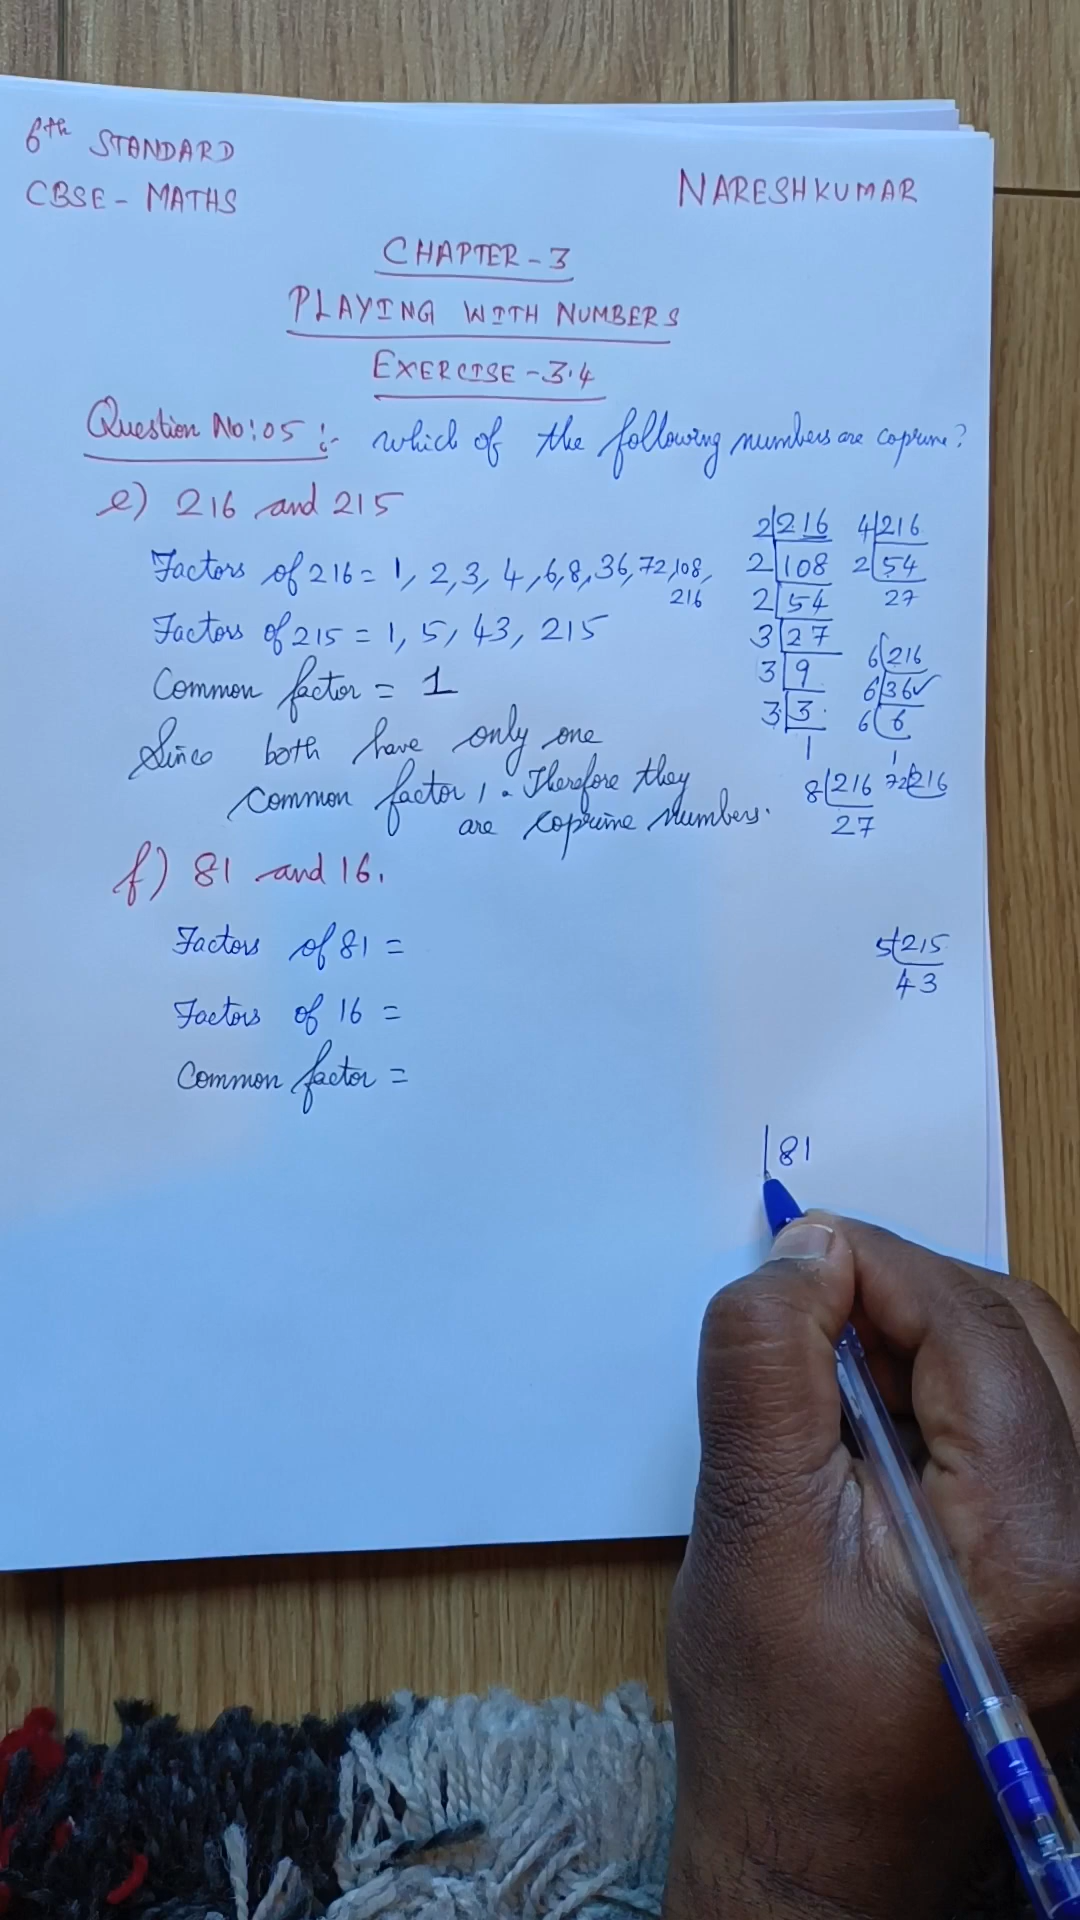 6th STANDARD
CBSE - MATHS
NARESHKUMAR
CHAPTER - 3
PLAYING WITH NUMBERS
EXERCISE - 3.4
Question No: 05 :- which of the following numbers are coprime?
e) 216 and 215
Factors of 216 = 1, 2, 3, 4, 6, 8, 36, 72, 108,
216
Factors of 215 = 1, 5, 43, 215
Common factor = 1
Since both have only one
common factor 1. Therefore they
are coprime numbers.
2 216
2 108
2 54
3 27
3 9
3 3
1
4 216
2 54
27
6 216
6 36 ✓
6 6
1
8 216
27
72 216
f) 81 and 16.
Factors of 81 =
Factors of 16 =
Common factor =
5 215
43
81